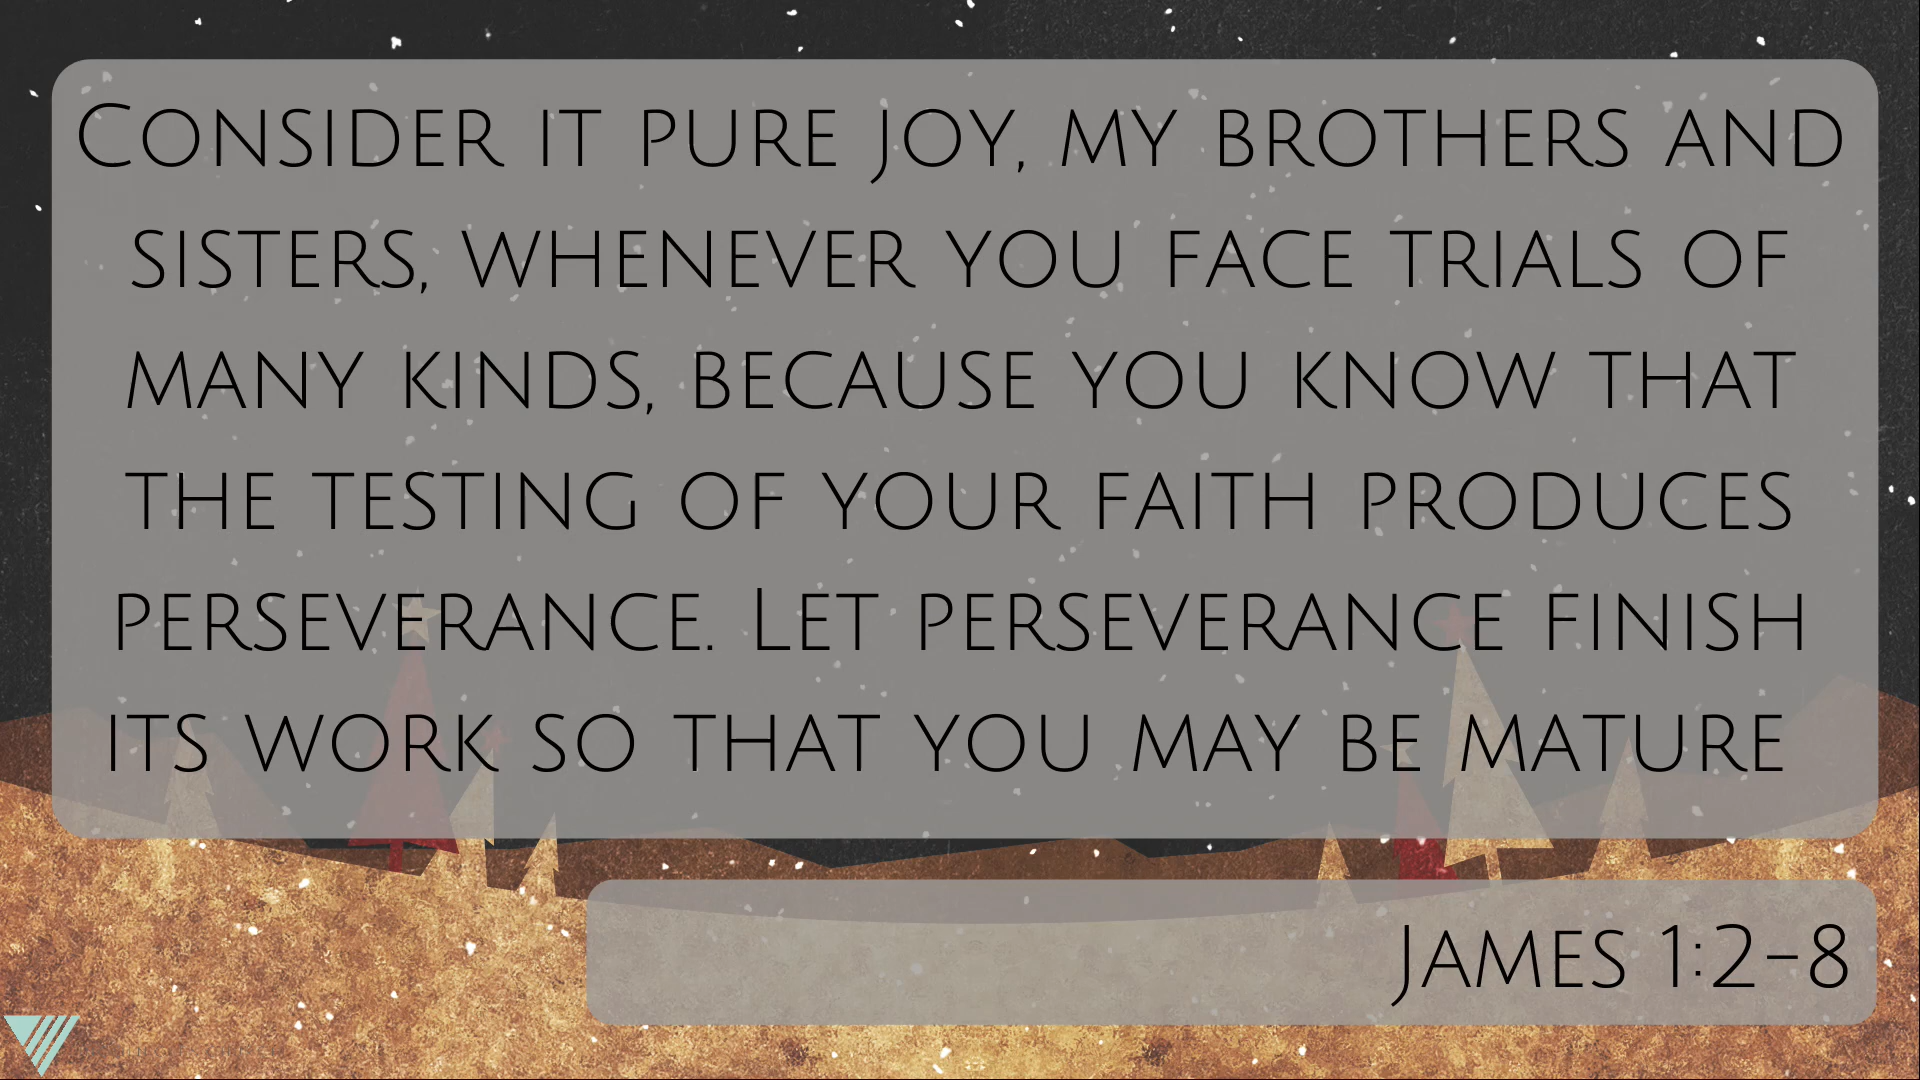 Consider it pure joy, my brothers and
sisters, whenever you face trials of
many kinds, because you know that
the testing of your faith produces
perseverance. Let perseverance finish
its work so that you may be mature
James 1:2-8